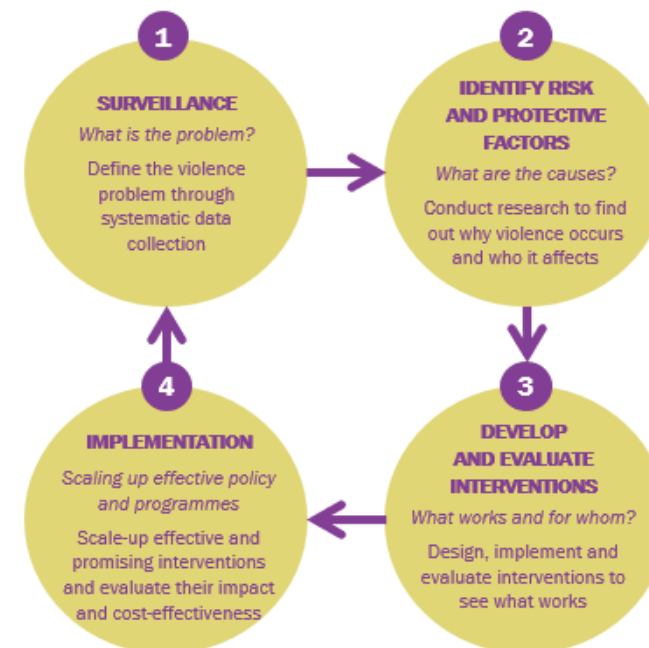 1
SURVEILLANCE
What is the problem?
Define the violence
problem through
systematic data
collection
2
IDENTIFY RISK
AND PROTECTIVE
FACTORS
What are the causes?
Conduct research to find
out why violence occurs
and who it affects
3
DEVELOP
AND EVALUATE
INTERVENTIONS
What works and for whom?
Design, implement and
evaluate interventions to
see what works
4
IMPLEMENTATION
Scaling up effective policy
and programmes
Scale-up effective and
promising interventions
and evaluate their impact
and cost-effectiveness